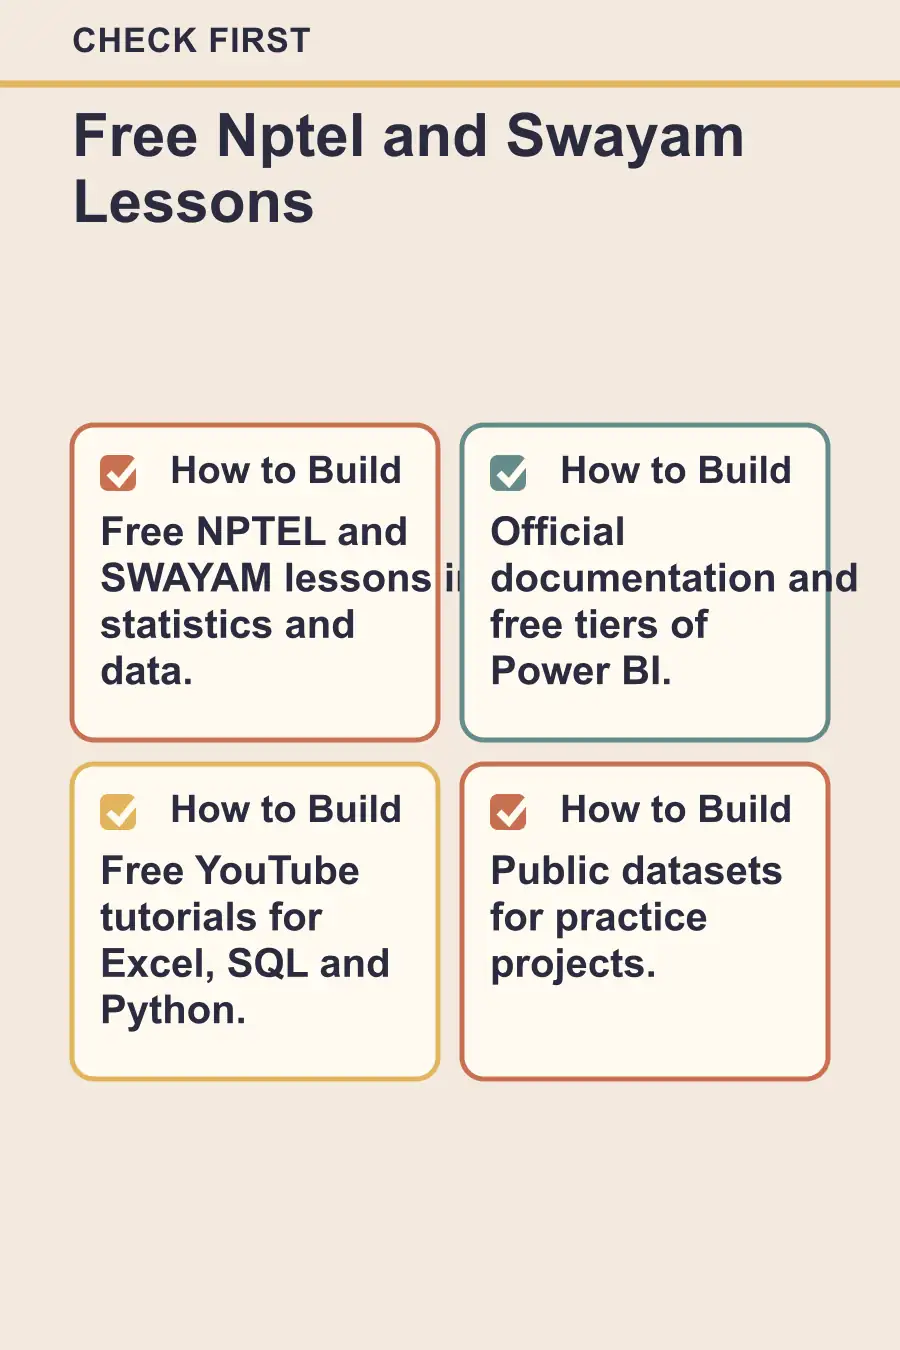 CHECK FIRST
Free Nptel and Swayam
Lessons
How to Build
Free NPTEL and
SWAYAM lessons
statistics and
data.
How to Build
Official
documentation and
free tiers of
Power BI.
How to Build
Free YouTube
tutorials for
Excel, SQL and
Python.
How to Build
Public datasets
for practice
projects.